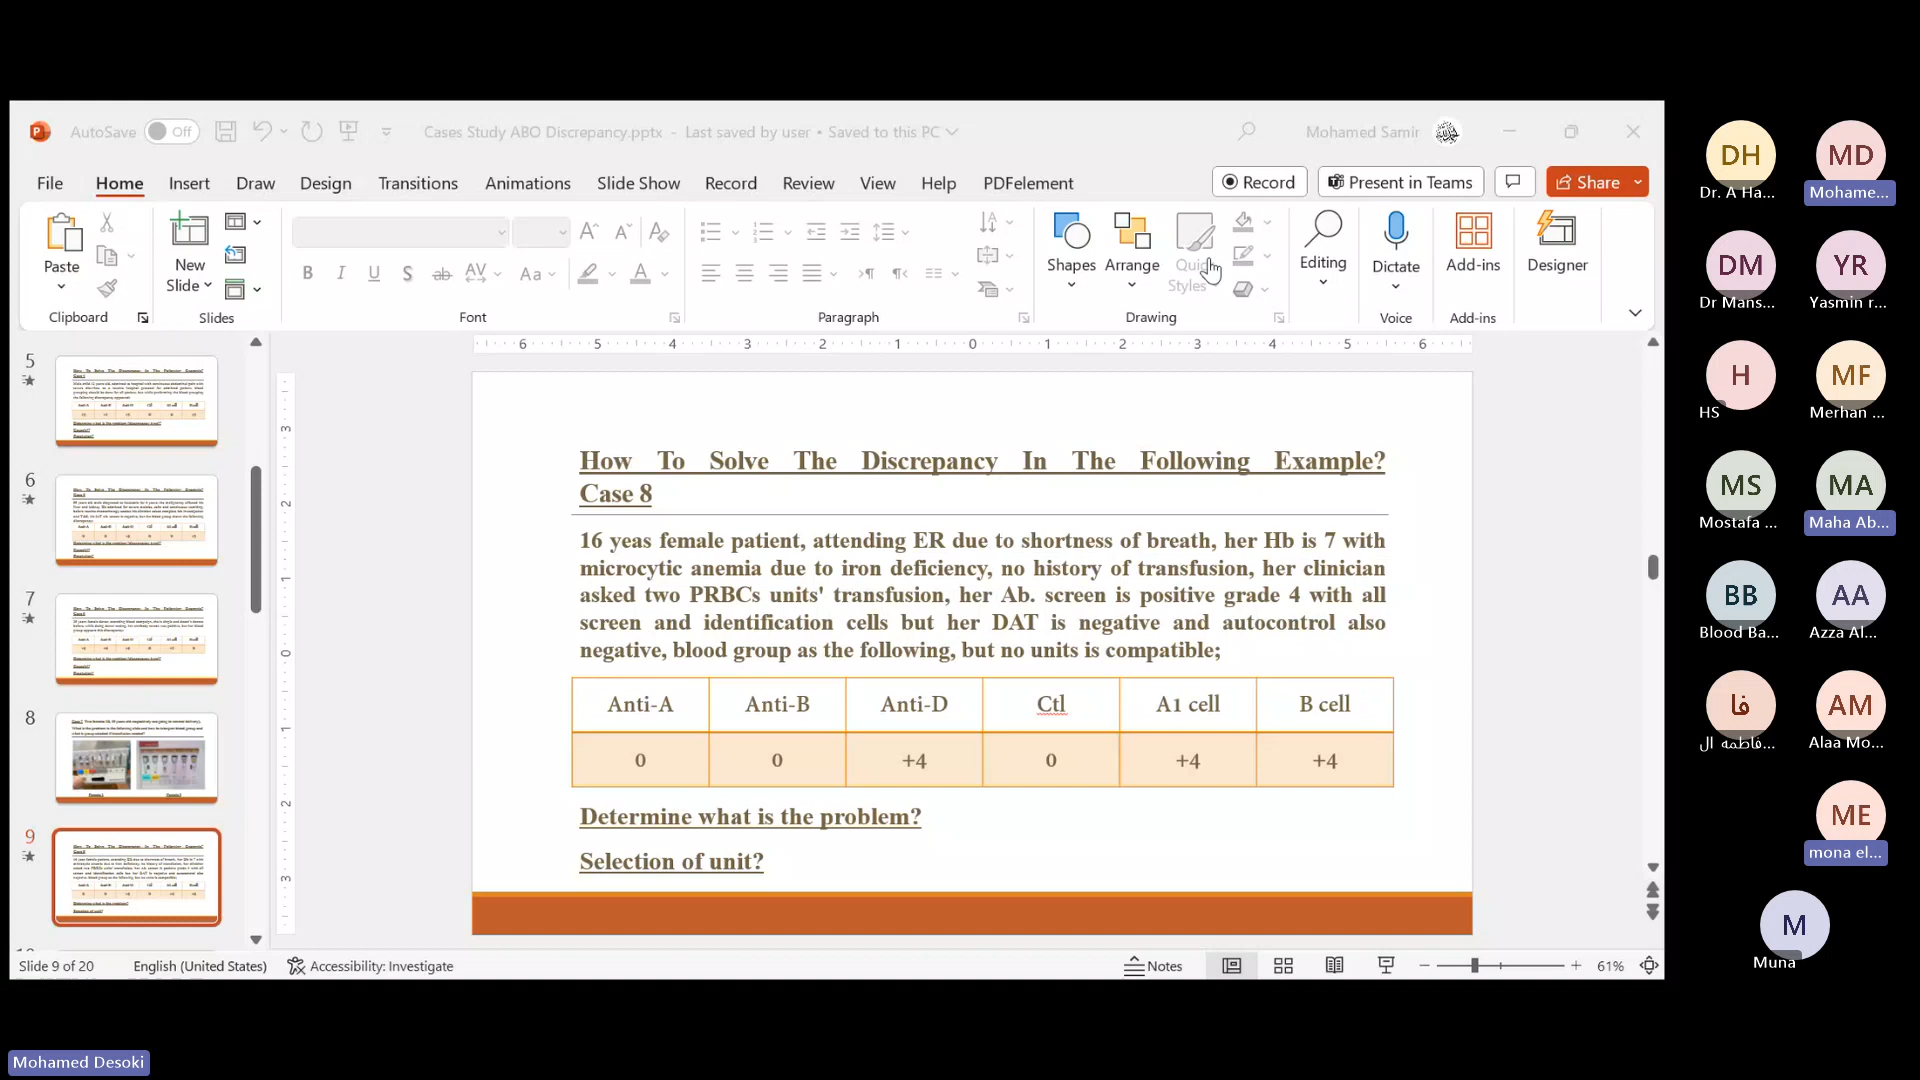 AutoSave Off Cases Study ABO Discrepancy.pptx - Last saved by user • Saved to this PC Mohamed Samir
File Home Insert Draw Design Transitions Animations Slide Show Record Review View Help PDFelement Record Present in Teams Share
Paste New Slide Shapes Arrange Quick Styles Editing Dictate Add-ins Designer
Clipboard Slides Font Paragraph Drawing Voice Add-ins
5
6
7
8
9
How To Solve The Discrepancy In The Following Example?
Case 8
16 yeas female patient, attending ER due to shortness of breath, her Hb is 7 with
microcytic anemia due to iron deficiency, no history of transfusion, her clinician
asked two PRBCs units' transfusion, her Ab. screen is positive grade 4 with all
screen and identification cells but her DAT is negative and autocontrol also
negative, blood group as the following, but no units is compatible;
Anti-A Anti-B Anti-D Ctl A1 cell B cell
0 0 +4 0 +4 +4
Determine what is the problem?
Selection of unit?
Slide 9 of 20 English (United States) Accessibility: Investigate Notes 61%
DH MD
Dr. A Ha... Mohame...
DM YR
Dr Mans... Yasmin r...
H MF
HS Merhan ...
MS MA
Mostafa ... Maha Ab...
BB AA
Blood Ba... Azza Al...
فا AM
فاطمه ال... Alaa Mo...
ME
mona el...
M
Muna
Mohamed Desoki